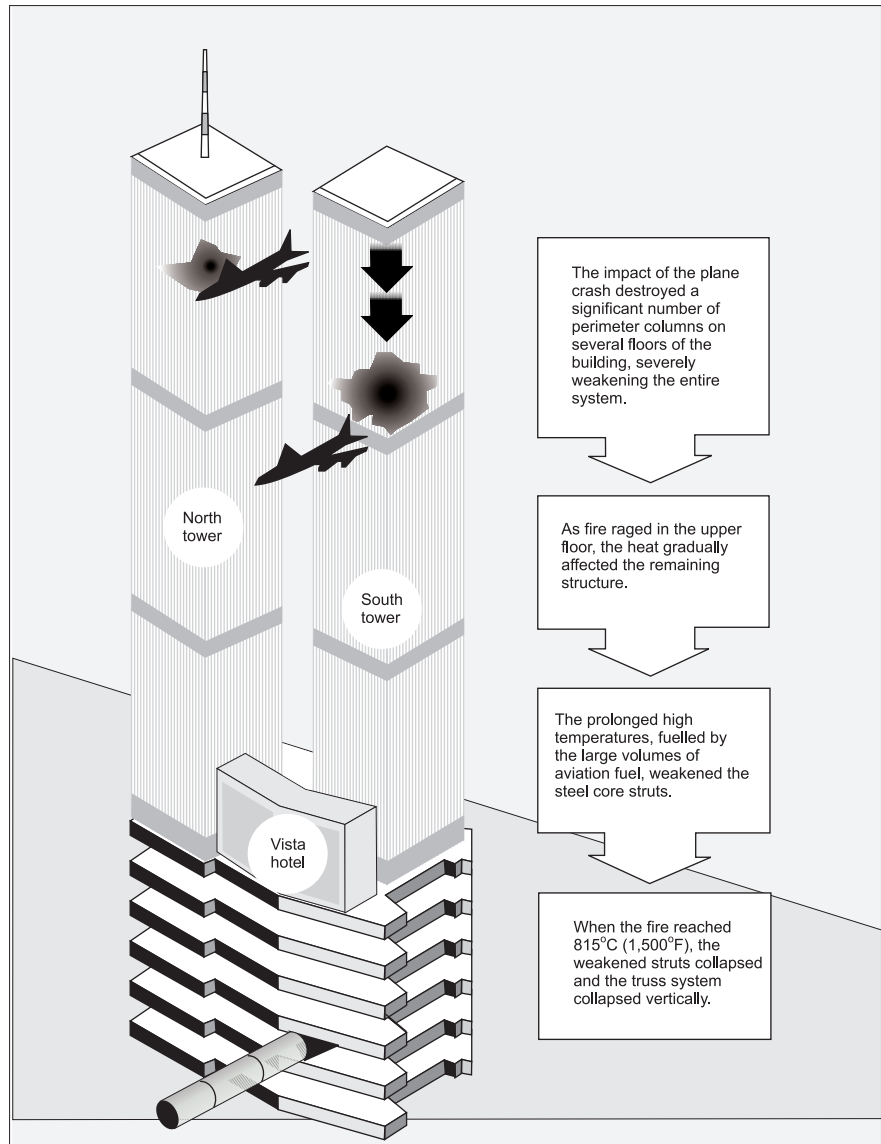 The impact of the plane
crash destroyed a
significant number of
perimeter columns on
several floors of the
building, severely
weakening the entire
system.
North
tower
As fire raged in the upper
floor, the heat gradually
affected the remaining
structure.
South
tower
The prolonged high
temperatures, fuelled by
the large volumes of
aviation fuel, weakened the
steel core struts.
Vista
hotel
When the fire reached
815°C (1,500°F), the
weakened struts collapsed
and the truss system
collapsed vertically.